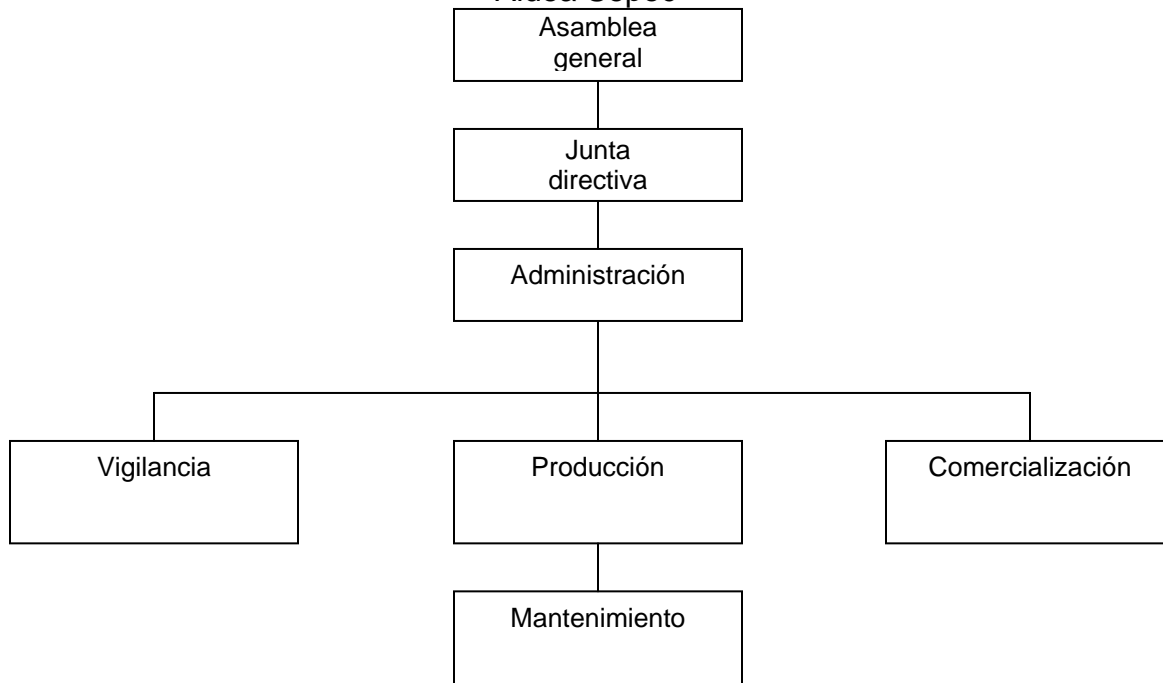 Asamblea
general
Junta
directiva
Administración
Vigilancia
Producción
Comercialización
Mantenimiento